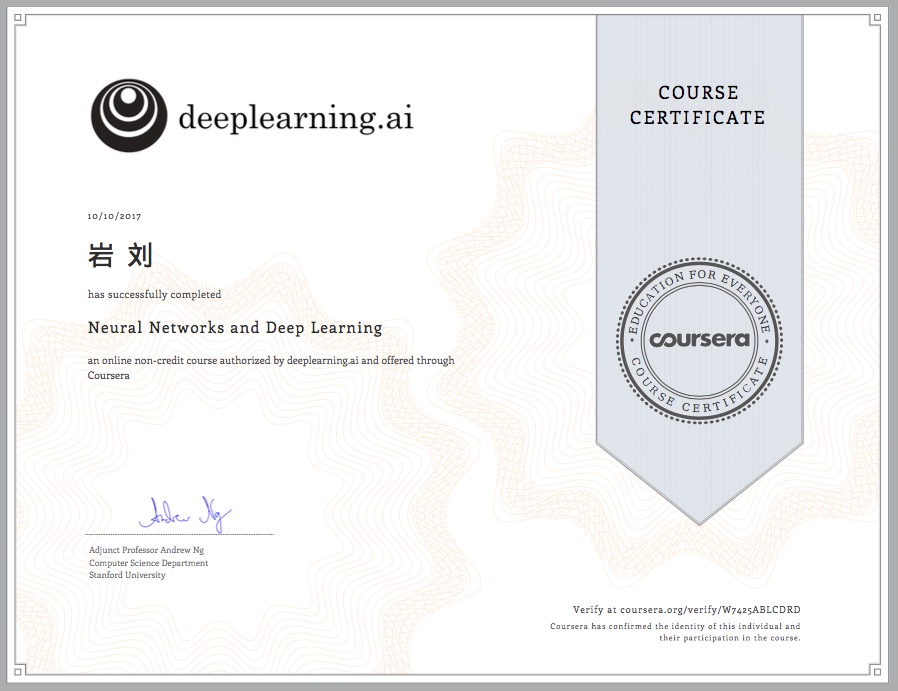 deeplearning.ai
10/10/2017
岩 刘
has successfully completed
Neural Networks and Deep Learning
an online non-credit course authorized by deeplearning.ai and offered through
Coursera
Andrew Ng
Adjunct Professor Andrew Ng
Computer Science Department
Stanford University
COURSE
CERTIFICATE
EDUCATION FOR EVERYONE
coursera
COURSE CERTIFICATE
Verify at coursera.org/verify/W7425ABLCDRD
Coursera has confirmed the identity of this individual and
their participation in the course.